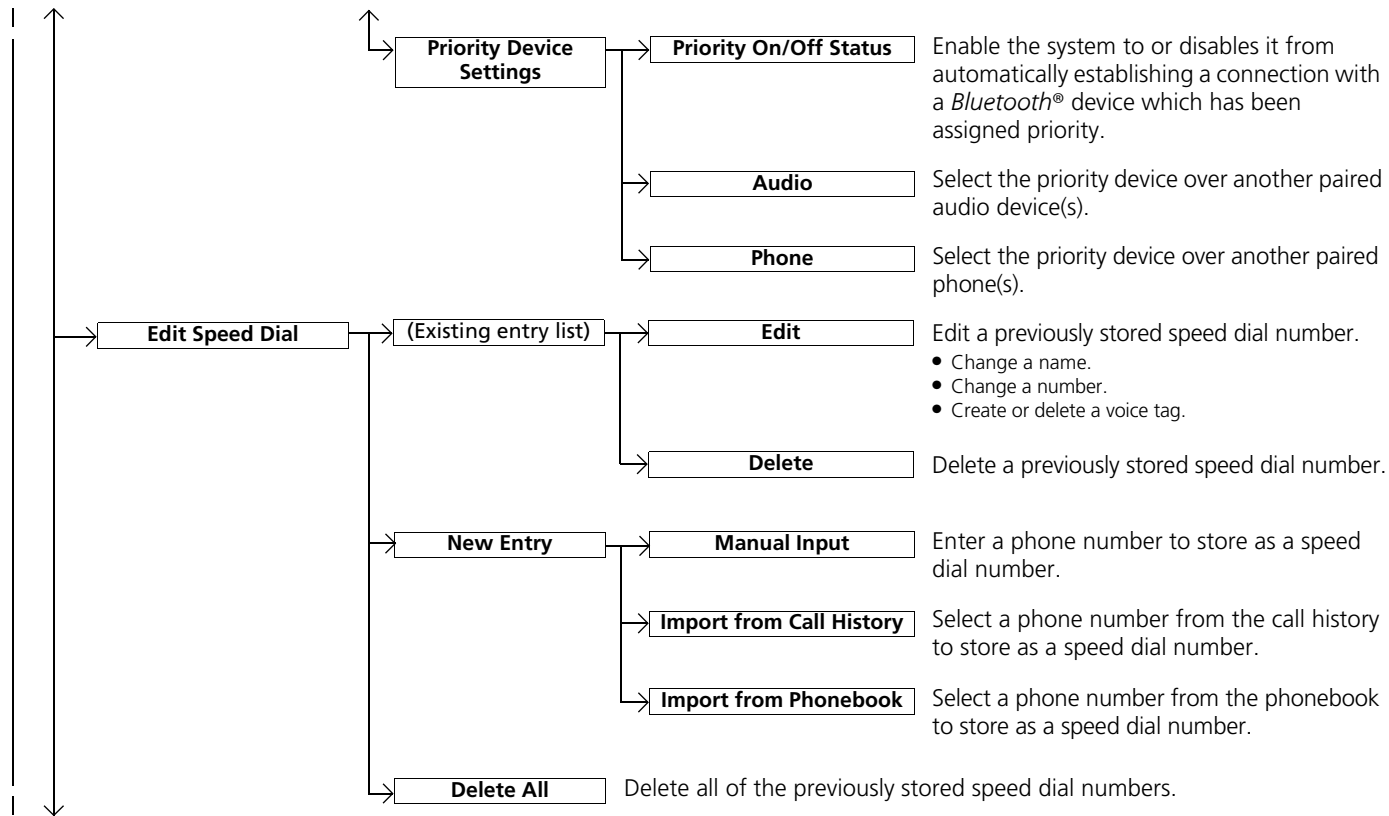 Priority Device
Settings
Priority On/Off Status
Enable the system to or disables it from
automatically establishing a connection with
a Bluetooth® device which has been
assigned priority.
Audio
Select the priority device over another paired
audio device(s).
Phone
Select the priority device over another paired
phone(s).
Edit Speed Dial
(Existing entry list)
Edit
Edit a previously stored speed dial number.
● Change a name.
● Change a number.
● Create or delete a voice tag.
Delete
Delete a previously stored speed dial number.
New Entry
Manual Input
Enter a phone number to store as a speed
dial number.
Import from Call History
Select a phone number from the call history
to store as a speed dial number.
Import from Phonebook
Select a phone number from the phonebook
to store as a speed dial number.
Delete All
Delete all of the previously stored speed dial numbers.